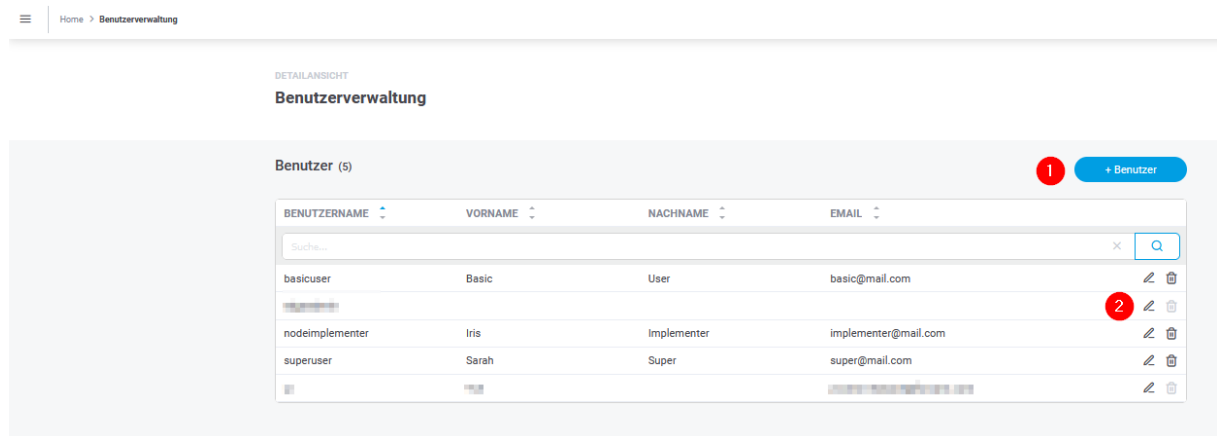 Home > Benutzerverwaltung
DETAILANSICHT
Benutzerverwaltung
Benutzer (5)
1
+ Benutzer
BENUTZERNAME VORNAME NACHNAME EMAIL
Suche...
basicuser Basic User basic@mail.com
2
nodeimplementer Iris Implementer implementer@mail.com
superuser Sarah Super super@mail.com